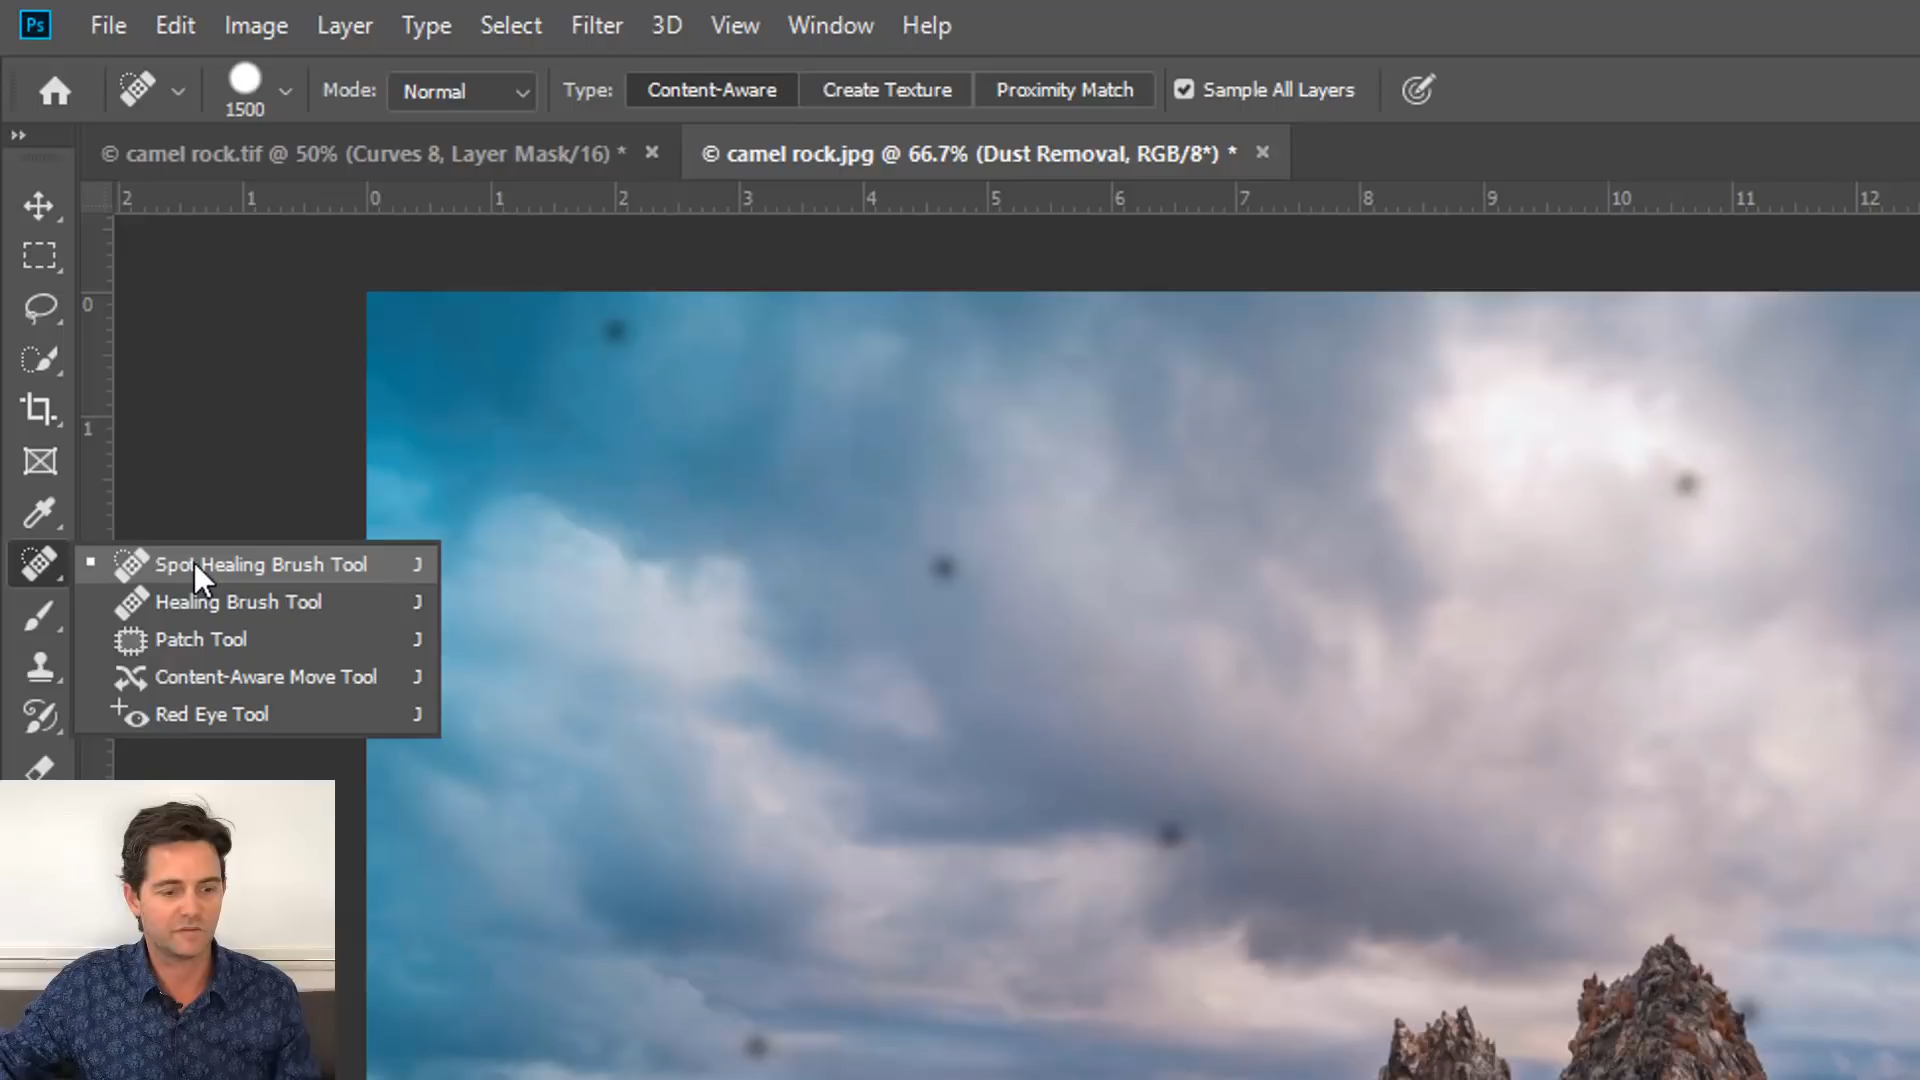 Ps File Edit Image Layer Type Select Filter 3D View Window Help
1500 Mode: Normal Type: Content-Aware Create Texture Proximity Match Sample All Layers
© camel rock.tif @ 50% (Curves 8, Layer Mask/16) * × © camel rock.jpg @ 66.7% (Dust Removal, RGB/8*) * ×
2 1 0 1 2 3 4 5 6 7 8 9 10 11 12
0
1
Spot Healing Brush Tool J
Healing Brush Tool J
Patch Tool J
Content-Aware Move Tool J
Red Eye Tool J